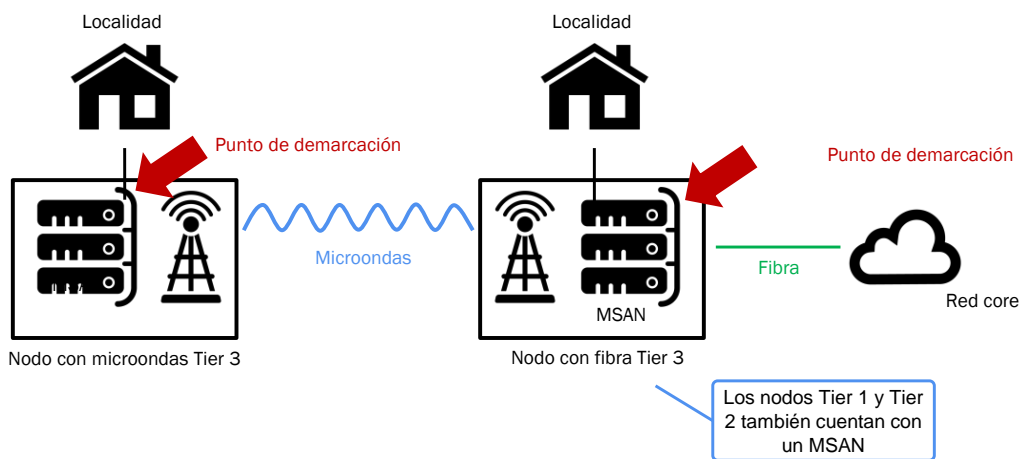 Localidad
Localidad
Punto de demarcación
Punto de demarcación
Microondas
Fibra
MSAN
Red core
Nodo con microondas Tier 3
Nodo con fibra Tier 3
Los nodos Tier 1 y Tier
2 también cuentan con
un MSAN